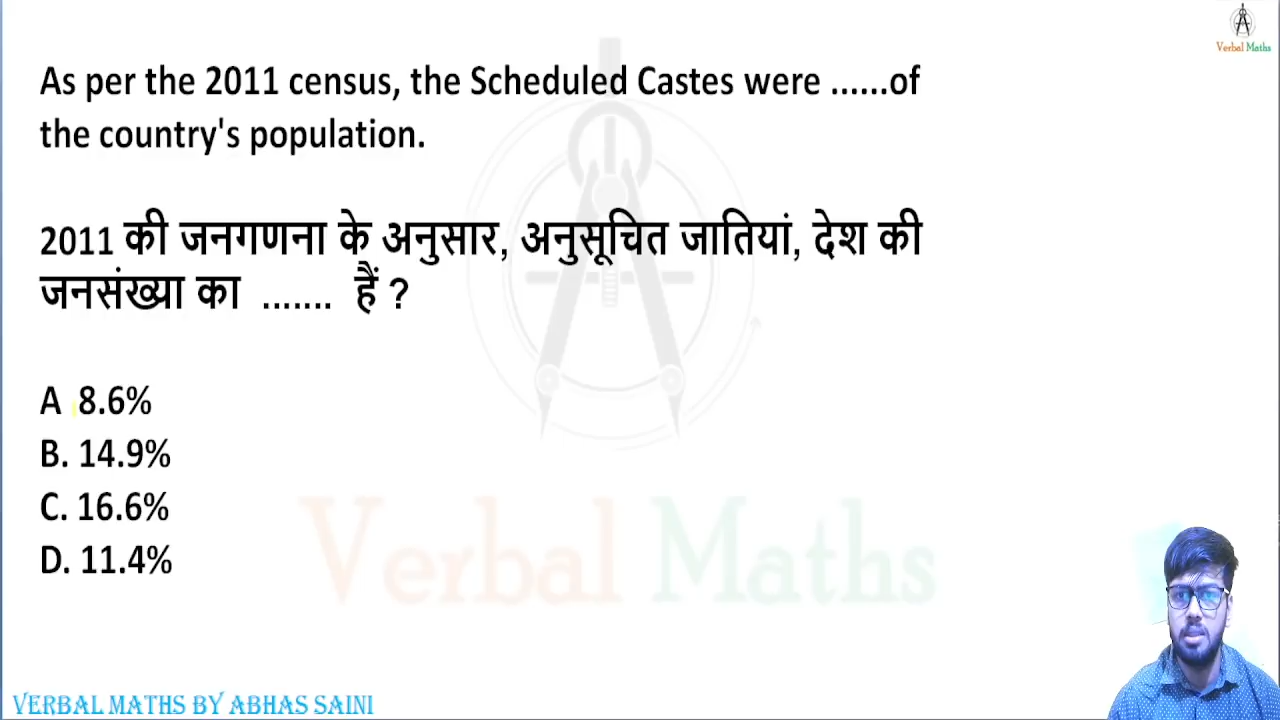 Verbal Maths
As per the 2011 census, the Scheduled Castes were ......of
the country's population.
2011 की जनगणना के अनुसार, अनुसूचित जातियां, देश की
जनसंख्या का ....... हैं ?
A 8.6%
B. 14.9%
C. 16.6%
D. 11.4%
Verbal Maths
VERBAL MATHS BY ABHAS SAINI